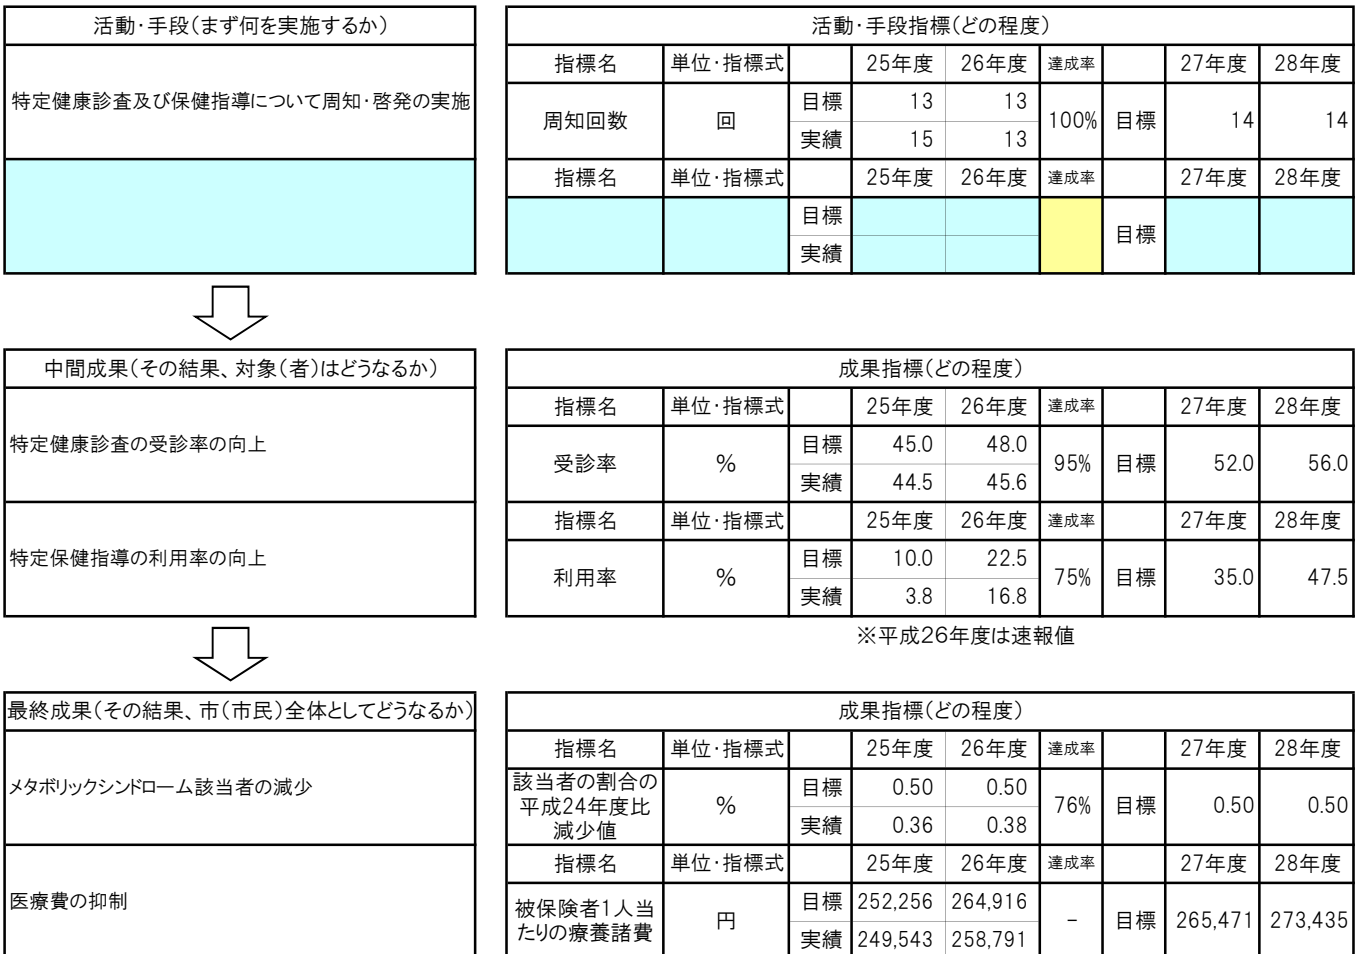 活動・手段（まず何を実施するか）
活動・手段指標（どの程度）
指標名 単位・指標式 25年度 26年度 達成率 27年度 28年度
特定健康診査及び保健指導について周知・啓発の実施
周知回数 回 目標 13 13 100% 目標 14 14
実績 15 13
指標名 単位・指標式 25年度 26年度 達成率 27年度 28年度
目標 目標
実績
中間成果（その結果、対象（者）はどうなるか）
成果指標（どの程度）
指標名 単位・指標式 25年度 26年度 達成率 27年度 28年度
特定健康診査の受診率の向上
受診率 % 目標 45.0 48.0 95% 目標 52.0 56.0
実績 44.5 45.6
指標名 単位・指標式 25年度 26年度 達成率 27年度 28年度
特定保健指導の利用率の向上
利用率 % 目標 10.0 22.5 75% 目標 35.0 47.5
実績 3.8 16.8
※平成26年度は速報値
最終成果（その結果、市（市民）全体としてどうなるか）
成果指標（どの程度）
指標名 単位・指標式 25年度 26年度 達成率 27年度 28年度
メタボリックシンドローム該当者の減少
該当者の割合の
平成24年度比
減少値
% 目標 0.50 0.50 76% 目標 0.50 0.50
実績 0.36 0.38
指標名 単位・指標式 25年度 26年度 達成率 27年度 28年度
医療費の抑制
被保険者1人当
たりの療養諸費
円 目標 252,256 264,916 - 目標 265,471 273,435
実績 249,543 258,791